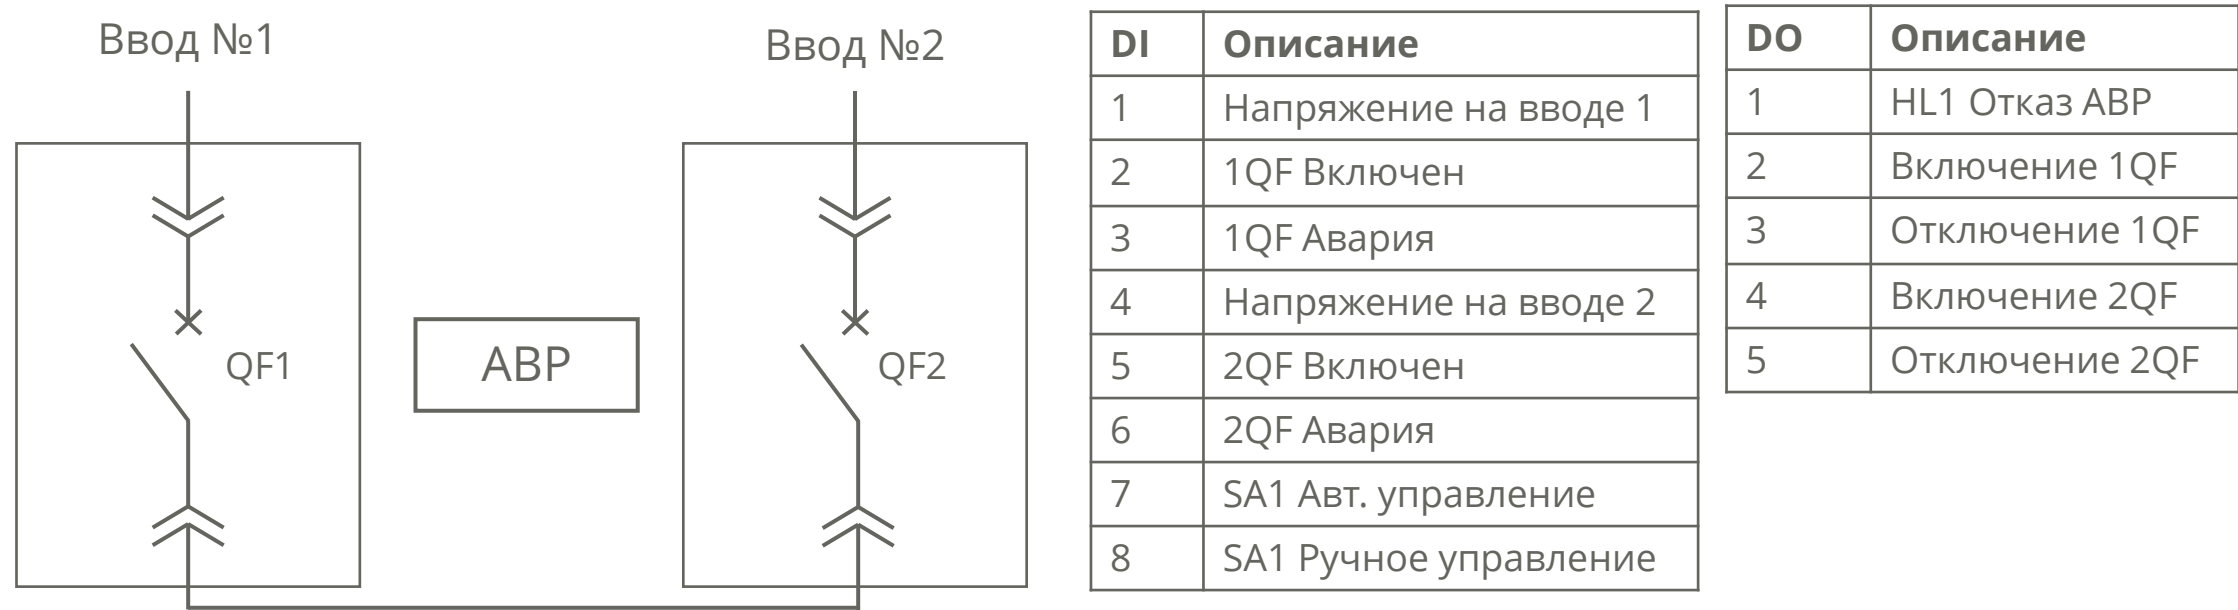 Ввод №1
Ввод №2
QF1
АВР
QF2
DI Описание
1 Напряжение на вводе 1
2 1QF Включен
3 1QF Авария
4 Напряжение на вводе 2
5 2QF Включен
6 2QF Авария
7 SA1 Авт. управление
8 SA1 Ручное управление
DO Описание
1 HL1 Отказ АВР
2 Включение 1QF
3 Отключение 1QF
4 Включение 2QF
5 Отключение 2QF